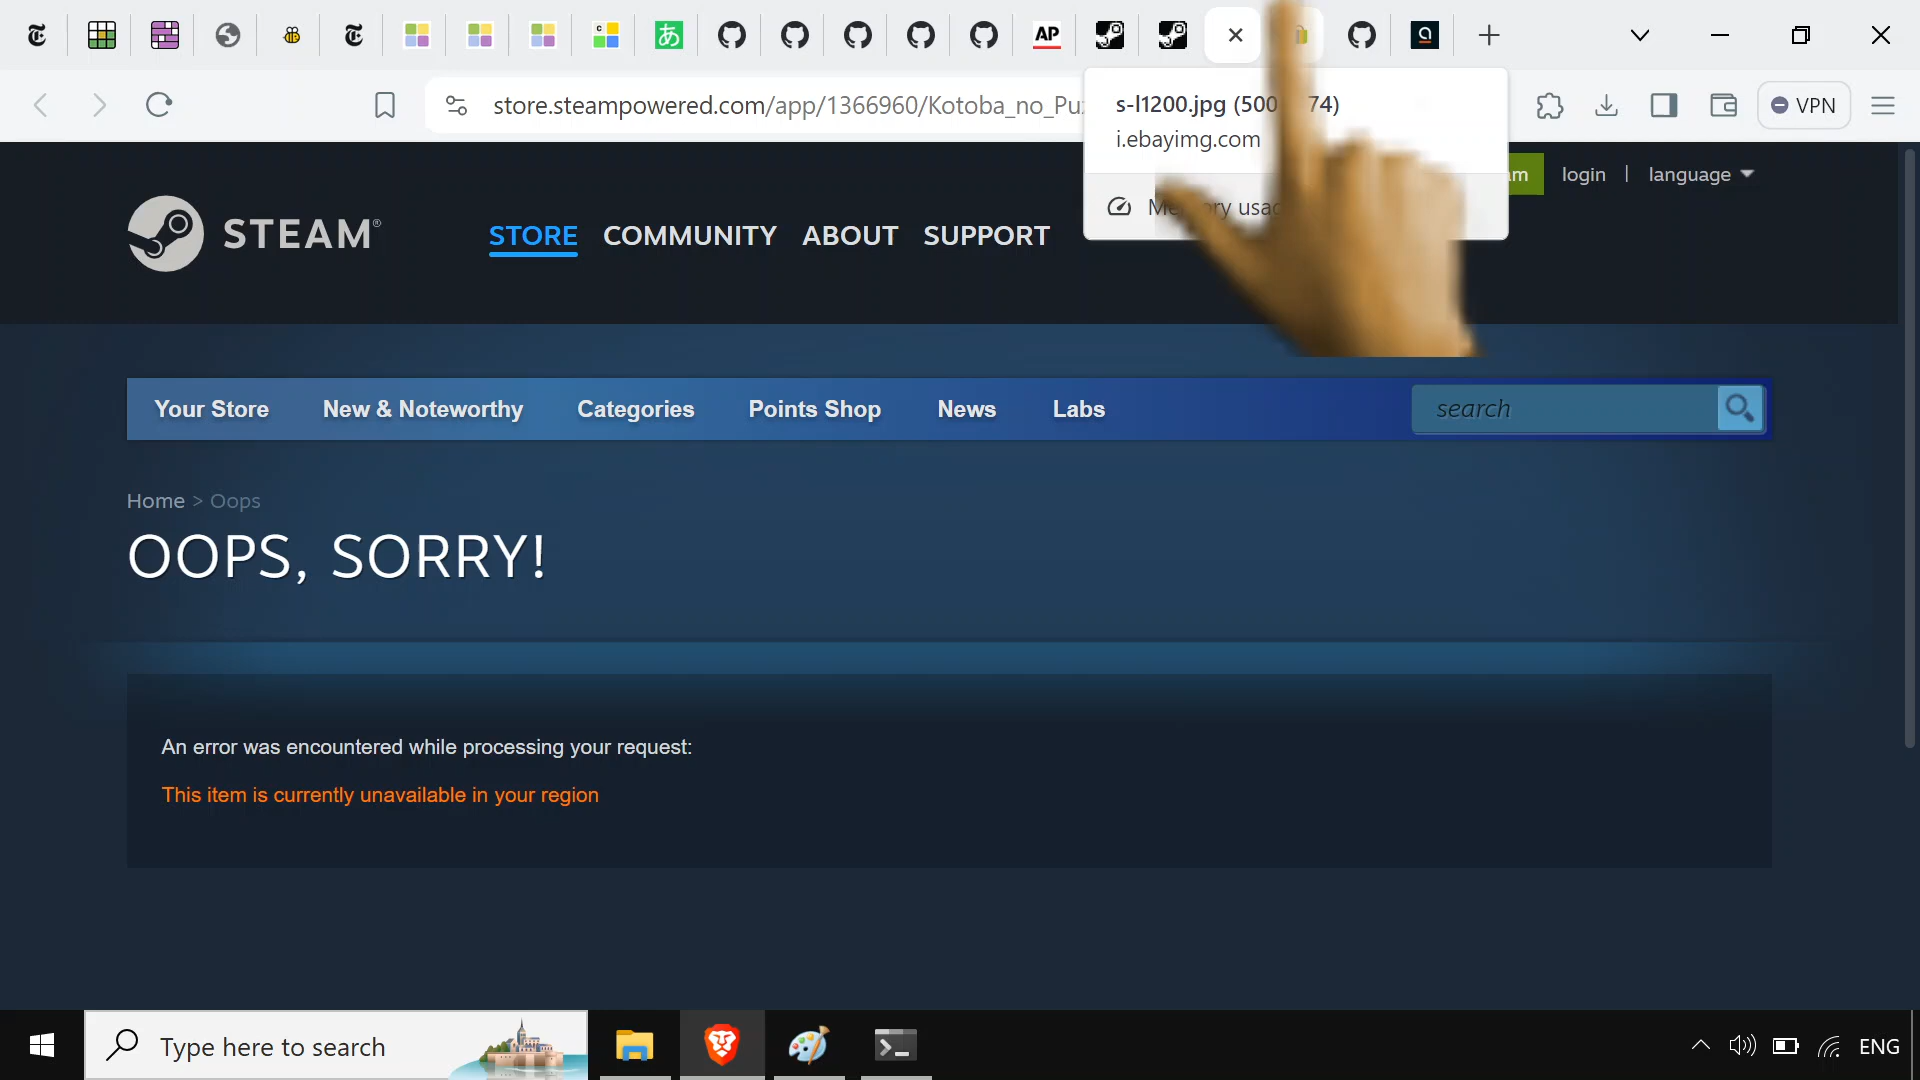 store.steampowered.com/app/1366960/Kotoba_no_Pu
VPN
s-l1200.jpg (500
74)
i.ebayimg.com
login | language
STEAM®
STORE COMMUNITY ABOUT SUPPORT
Your Store New & Noteworthy Categories Points Shop News Labs
search
Home > Oops
OOPS, SORRY!
An error was encountered while processing your request:
This item is currently unavailable in your region
Type here to search
ENG